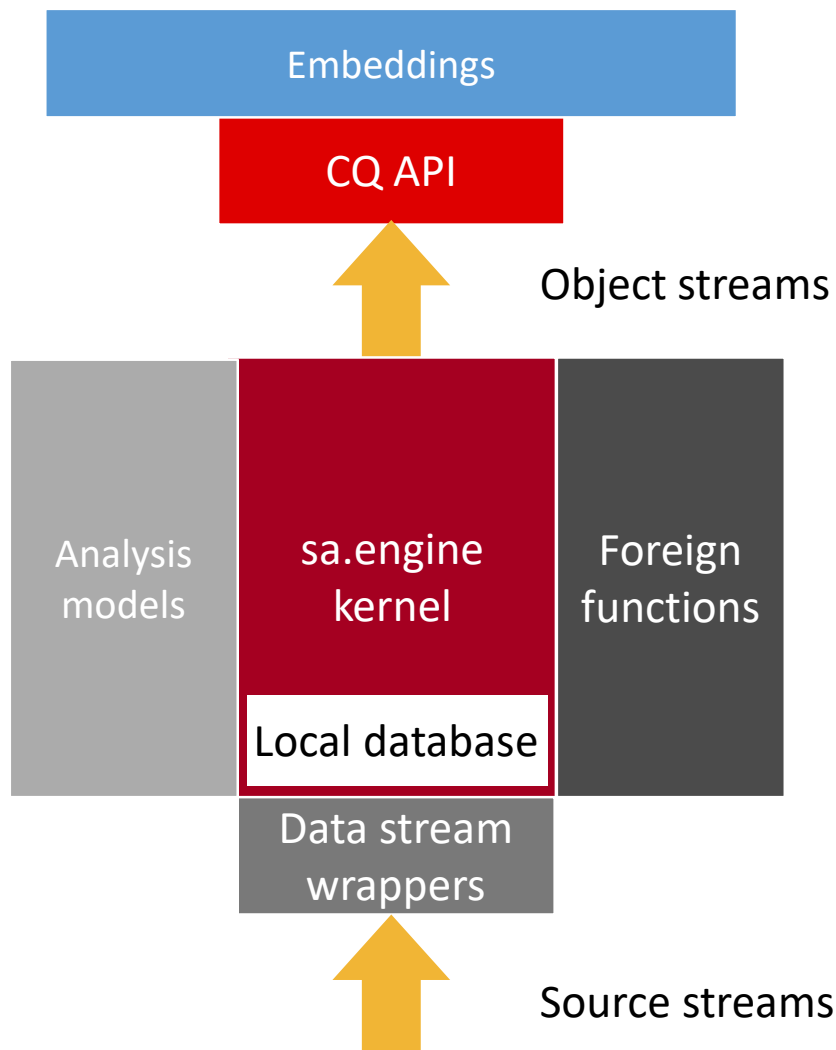 Embeddings
CQ API
Object streams
Analysis
models
sa.engine
kernel
Foreign
functions
Local database
Data stream
wrappers
Source streams